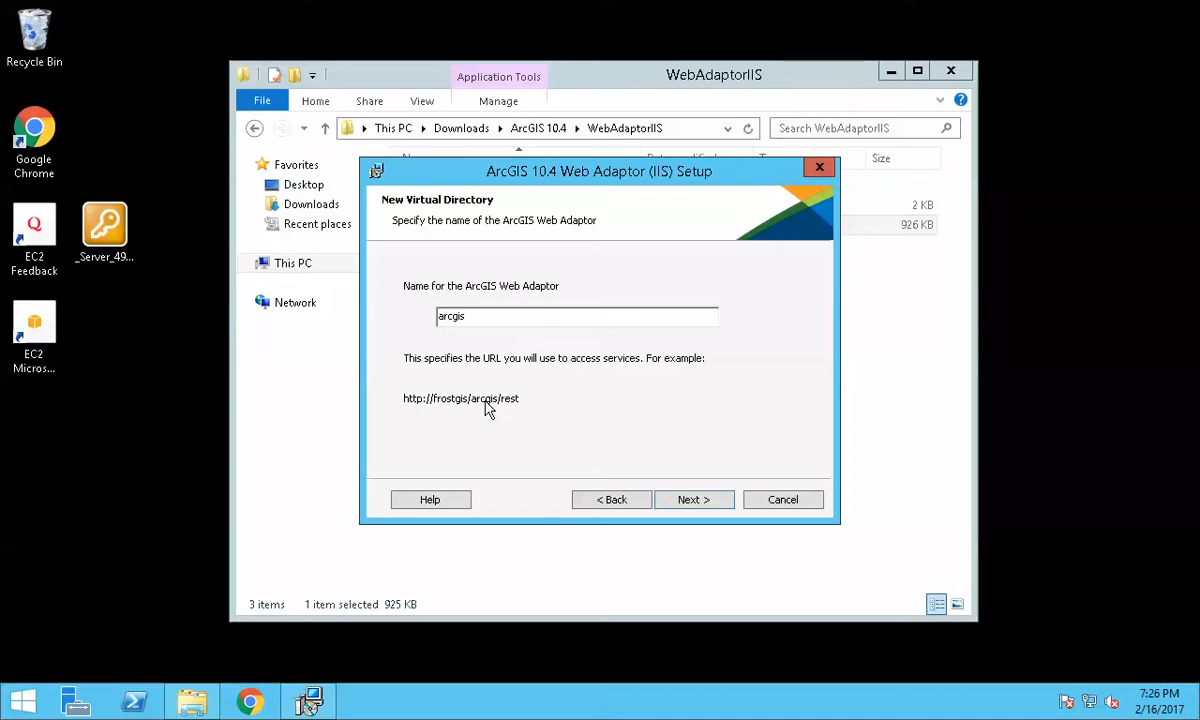 Recycle Bin
Google
Chrome
EC2
Feedback
_Server_49...
EC2
Micros...
Application Tools
WebAdaptorIIS
File
Home
Share
View
Manage
This PC
Downloads
ArcGIS 10.4
WebAdaptorIIS
Search WebAdaptorIIS
Favorites
Desktop
Downloads
Recent places
This PC
Network
Size
2 KB
926 KB
ArcGIS 10.4 Web Adaptor (IIS) Setup
New Virtual Directory
Specify the name of the ArcGIS Web Adaptor
Name for the ArcGIS Web Adaptor
arcgis
This specifies the URL you will use to access services. For example:
http://frostgis/arcgis/rest
Help
< Back
Next >
Cancel
3 items
1 item selected 925 KB
7:26 PM
2/16/2017